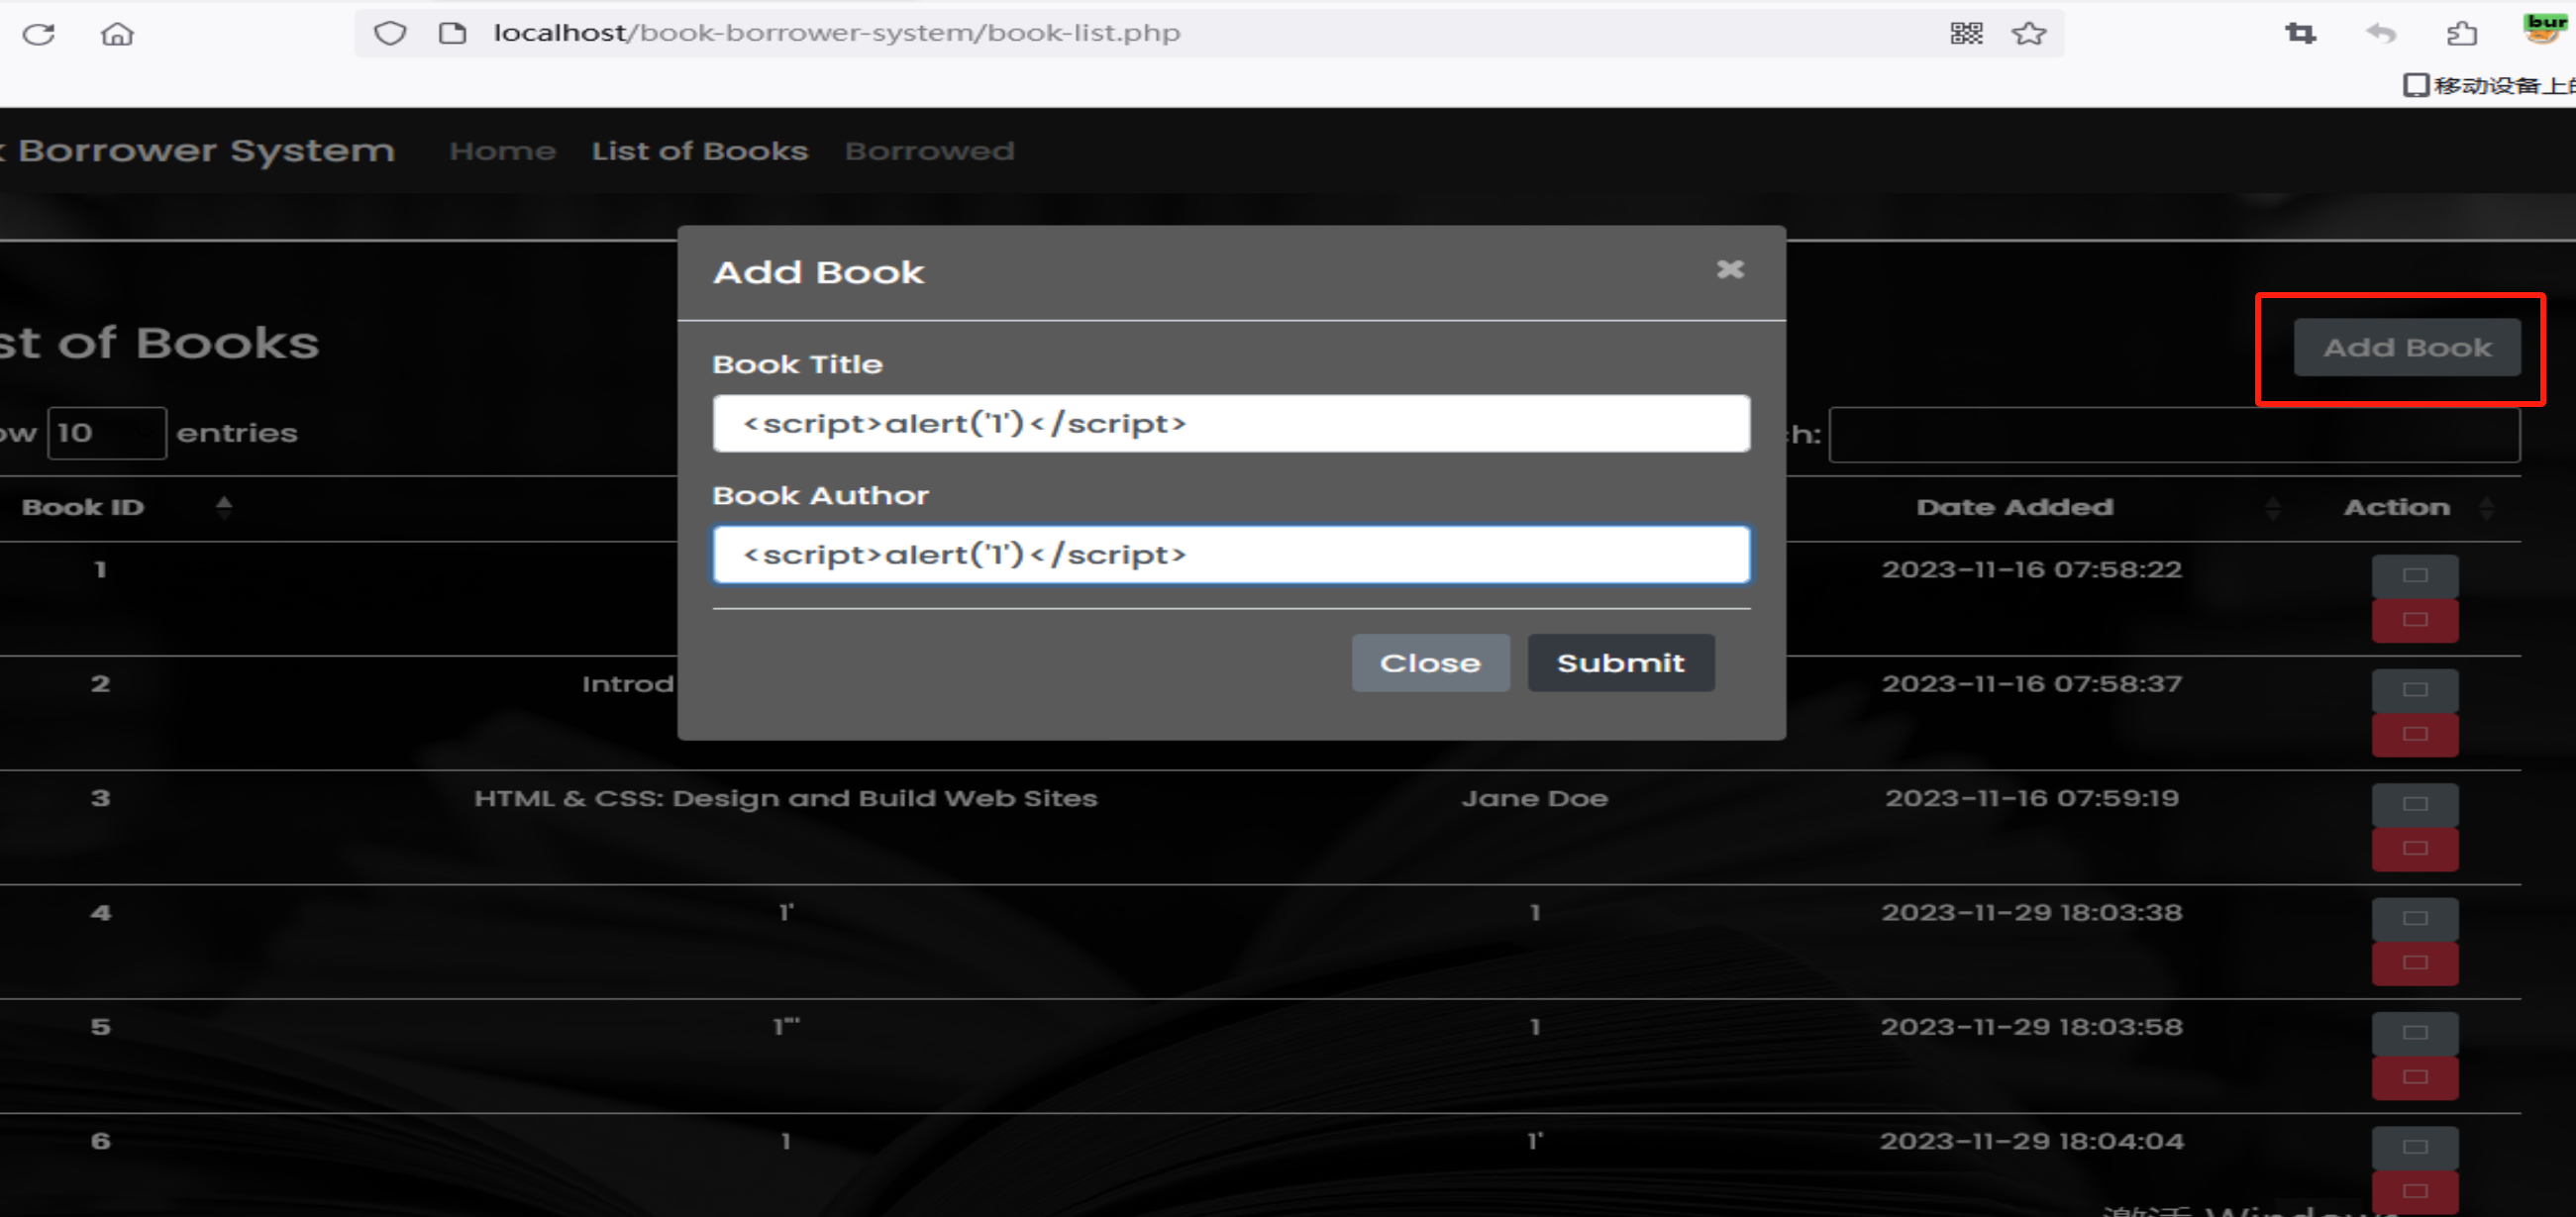 localhost/book-borrower-system/book-list.php
bur
移动设备上
Borrower System Home List of Books Borrowed
Add Book
st of Books
Add Book
Book Title
<script>alert('1')</script>
ow 10 entries
h:
Book ID
Book Author
Date Added
Action
<script>alert('1')</script>
1
2023-11-16 07:58:22
Close
Submit
2
Introd
2023-11-16 07:58:37
3 HTML & CSS: Design and Build Web Sites Jane Doe 2023-11-16 07:59:19
4 1' 1 2023-11-29 18:03:38
5 1"' 1 2023-11-29 18:03:58
6 1 1' 2023-11-29 18:04:04